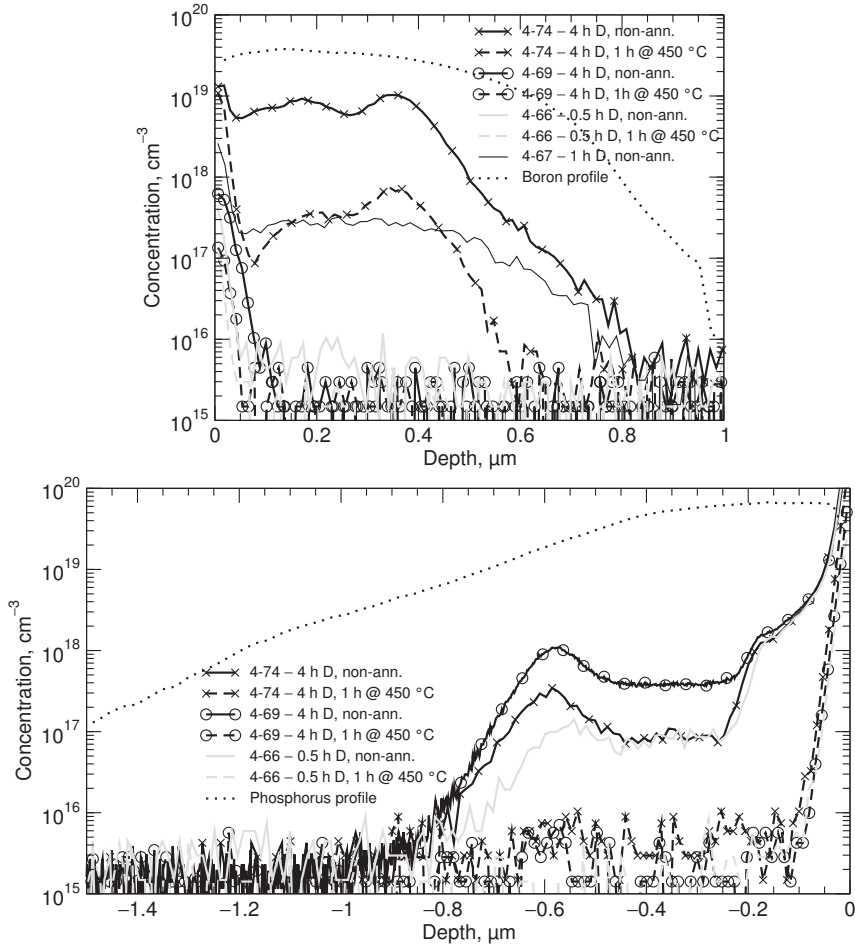 10^20
10^19
10^18
10^17
10^16
10^15
Concentration, cm^−3
0
0.2
0.4
0.6
0.8
1
Depth, µm
4-74 – 4 h D, non-ann.
4-74 – 4 h D, 1 h @ 450 °C
4-69 – 4 h D, non-ann.
4-69 – 4 h D, 1h @ 450 °C
4-66 – 0.5 h D, non-ann.
4-66 – 0.5 h D, 1 h @ 450 °C
4-67 – 1 h D, non-ann.
Boron profile
10^20
10^19
10^18
10^17
10^16
10^15
Concentration, cm^−3
−1.4
−1.2
−1
−0.8
−0.6
−0.4
−0.2
0
Depth, µm
4-74 – 4 h D, non-ann.
4-74 – 4 h D, 1 h @ 450 °C
4-69 – 4 h D, non-ann.
4-69 – 4 h D, 1 h @ 450 °C
4-66 – 0.5 h D, non-ann.
4-66 – 0.5 h D, 1 h @ 450 °C
Phosphorus profile